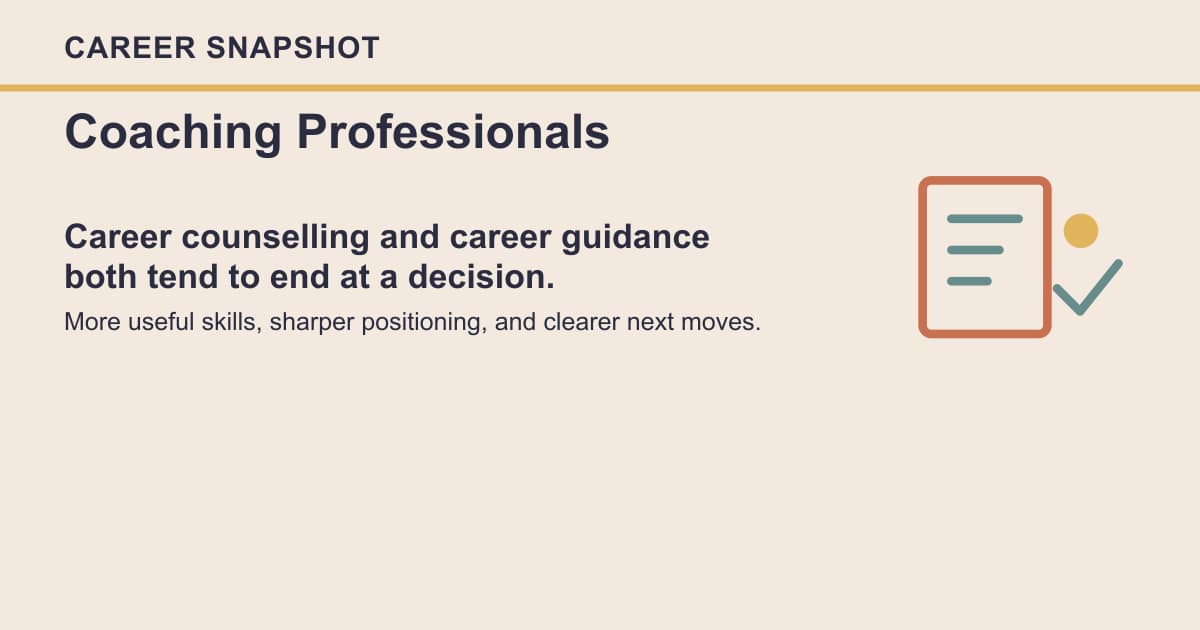 CAREER SNAPSHOT
Coaching Professionals
Career counselling and career guidance
both tend to end at a decision.
More useful skills, sharper positioning, and clearer next moves.